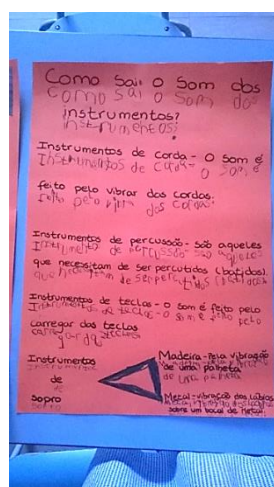 Como sai o som dos
Como sai o som dos
instrumentos?
instrumentos?
Instrumentos de corda - o som é
Instrumentos de corda - o som é
feito pelo vibrar das cordas.
feito pelo vibrar das cordas.
Instrumentos de percussão - são aqueles
Instrumentos de percussão são aqueles
que necessitam de ser percutidos (batidos).
que necessitam de ser percutidos
Instrumentos de teclas - o som é feito pelo
Instrumentos de teclas - o som é feito pelo
carregar das teclas
carregar das teclas
Instrumentos
de
sopro
sopro
Madeira - pela vibração
de uma palheta
de uma palheta
Metal - vibração dos lábios
sobre um bocal de metal.